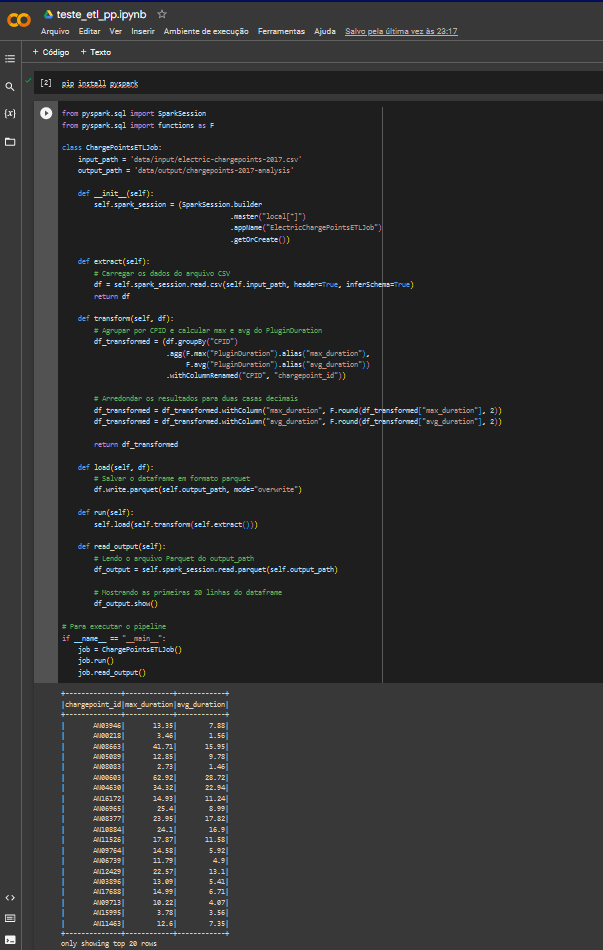 teste_etl_pp.ipynb
Arquivo Editar Ver Inserir Ambiente de execução Ferramentas Ajuda Salvo pela última vez às 23:17
+ Código + Texto
[2] pip install pyspark
{x}
from pyspark.sql import SparkSession
from pyspark.sql import functions as F
class ChargePointsETLJob:
    input_path = 'data/input/electric-chargepoints-2017.csv'
    output_path = 'data/output/chargepoints-2017-analysis'
    def __init__(self):
        self.spark_session = (SparkSession.builder
                                          .master("local[*]")
                                          .appName("ElectricChargePointsETLJob")
                                          .getOrCreate())
    def extract(self):
        # Carregar os dados do arquivo CSV
        df = self.spark_session.read.csv(self.input_path, header=True, inferSchema=True)
        return df
    def transform(self, df):
        # Agrupar por CPID e calcular max e avg do PluginDuration
        df_transformed = (df.groupBy("CPID")
                          .agg(F.max("PluginDuration").alias("max_duration"),
                               F.avg("PluginDuration").alias("avg_duration"))
                          .withColumnRenamed("CPID", "chargepoint_id"))
        # Arredondar os resultados para duas casas decimais
        df_transformed = df_transformed.withColumn("max_duration", F.round(df_transformed["max_duration"], 2))
        df_transformed = df_transformed.withColumn("avg_duration", F.round(df_transformed["avg_duration"], 2))
        return df_transformed
    def load(self, df):
        # Salvar o dataframe em formato parquet
        df.write.parquet(self.output_path, mode="overwrite")
    def run(self):
        self.load(self.transform(self.extract()))
    def read_output(self):
        # Lendo o arquivo Parquet do output_path
        df_output = self.spark_session.read.parquet(self.output_path)
        # Mostrando as primeiras 20 linhas do dataframe
        df_output.show()
# Para executar o pipeline
if __name__ == "__main__":
    job = ChargePointsETLJob()
    job.run()
    job.read_output()
+--------------+------------+------------+
|chargepoint_id|max_duration|avg_duration|
+--------------+------------+------------+
|       AN03946|       13.35|        7.88|
|       AN00218|        3.46|        1.56|
|       AN08663|       41.71|       15.95|
|       AN05089|       12.85|        9.78|
|       AN08083|        2.73|        1.46|
|       AN00603|       62.92|       28.72|
|       AN04630|       34.32|       22.94|
|       AN16172|       14.93|       11.24|
|       AN06965|        25.4|        8.99|
|       AN08377|       23.95|       17.82|
|       AN10884|        24.1|        16.9|
|       AN11526|       17.87|       11.58|
|       AN09764|       14.58|        5.92|
|       AN06739|       11.79|         4.9|
|       AN12429|       22.57|        13.1|
|       AN03896|       13.09|        5.41|
|       AN17688|       14.99|        6.71|
|       AN09713|       10.22|        4.07|
|       AN15995|        3.78|        3.56|
|       AN11463|        12.6|        7.35|
+--------------+------------+------------+
only showing top 20 rows